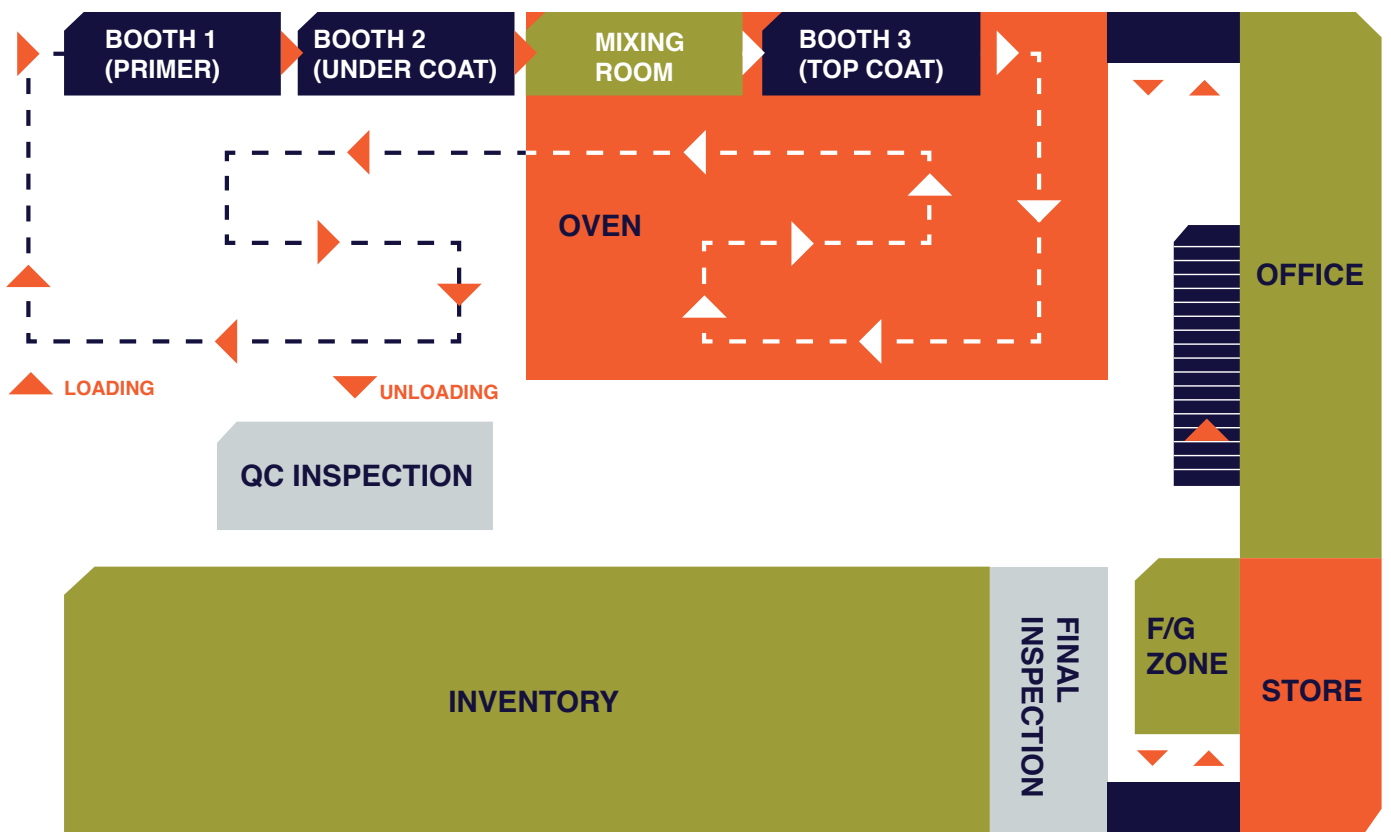 BOOTH 1
(PRIMER)
BOOTH 2
(UNDER COAT)
MIXING
ROOM
BOOTH 3
(TOP COAT)
OVEN
OFFICE
LOADING
UNLOADING
QC INSPECTION
INVENTORY
FINAL
INSPECTION
F/G
ZONE
STORE